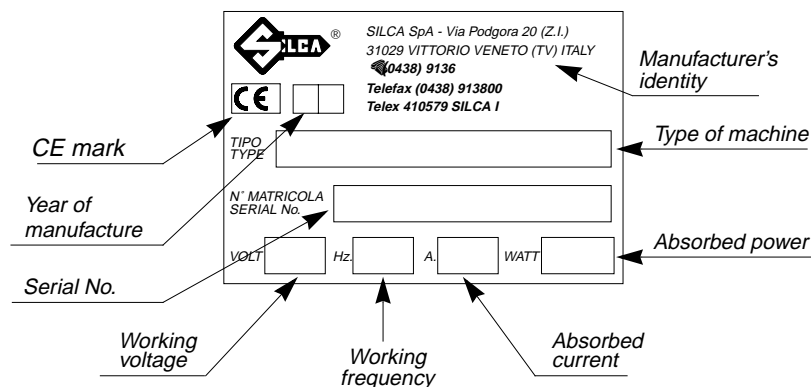 SILCA ®
SILCA SpA - Via Podgora 20 (Z.I.)
31029 VITTORIO VENETO (TV) ITALY
(0438) 9136
Telefax (0438) 913800
Telex 410579 SILCA I
Manufacturer's
identity
CE
CE mark
TIPO
TYPE
Type of machine
Year of
manufacture
N° MATRICOLA
SERIAL No.
Serial No.
VOLT
Hz.
A.
WATT
Absorbed power
Working
voltage
Working
frequency
Absorbed
current